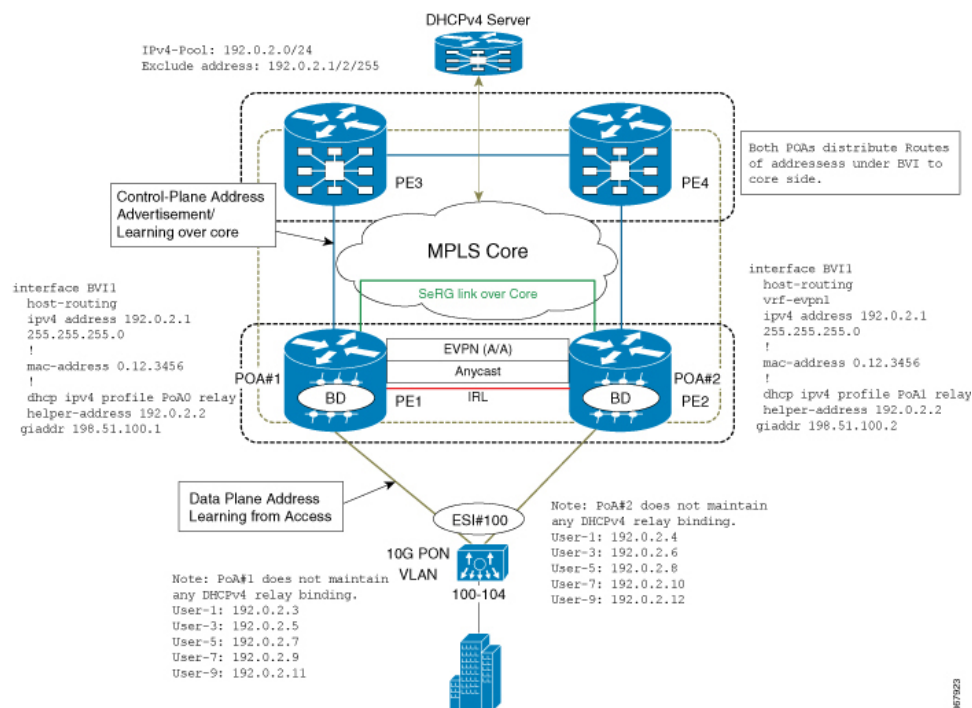 DHCPv4 Server
IPv4-Pool: 192.0.2.0/24
Exclude address: 192.0.2.1/2/255
PE3
PE4
Both POAs distribute Routes
of addressess under BVI to
core side.
Control-Plane Address
Advertisement/
Learning over core
MPLS Core
SeRG link over Core
interface BVI1
host-routing
ipv4 address 192.0.2.1
255.255.255.0
!
mac-address 0.12.3456
!
dhcp ipv4 profile PoA0 relay
helper-address 192.0.2.2
giaddr 198.51.100.1
interface BVI1
host-routing
vrf-evpn1
ipv4 address 192.0.2.1
255.255.255.0
!
mac-address 0.12.3456
!
dhcp ipv4 profile PoA1 relay
helper-address 192.0.2.2
giaddr 198.51.100.2
POA#1
BD
PE1
EVPN (A/A)
Anycast
IRL
POA#2
BD
PE2
Data Plane Address
Learning from Access
ESI#100
10G PON
VLAN
100-104
Note: PoA#1 does not maintain
any DHCPv4 relay binding.
User-1: 192.0.2.3
User-3: 192.0.2.5
User-5: 192.0.2.7
User-7: 192.0.2.9
User-9: 192.0.2.11
Note: PoA#2 does not maintain
any DHCPv4 relay binding.
User-1: 192.0.2.4
User-3: 192.0.2.6
User-5: 192.0.2.8
User-7: 192.0.2.10
User-9: 192.0.2.12